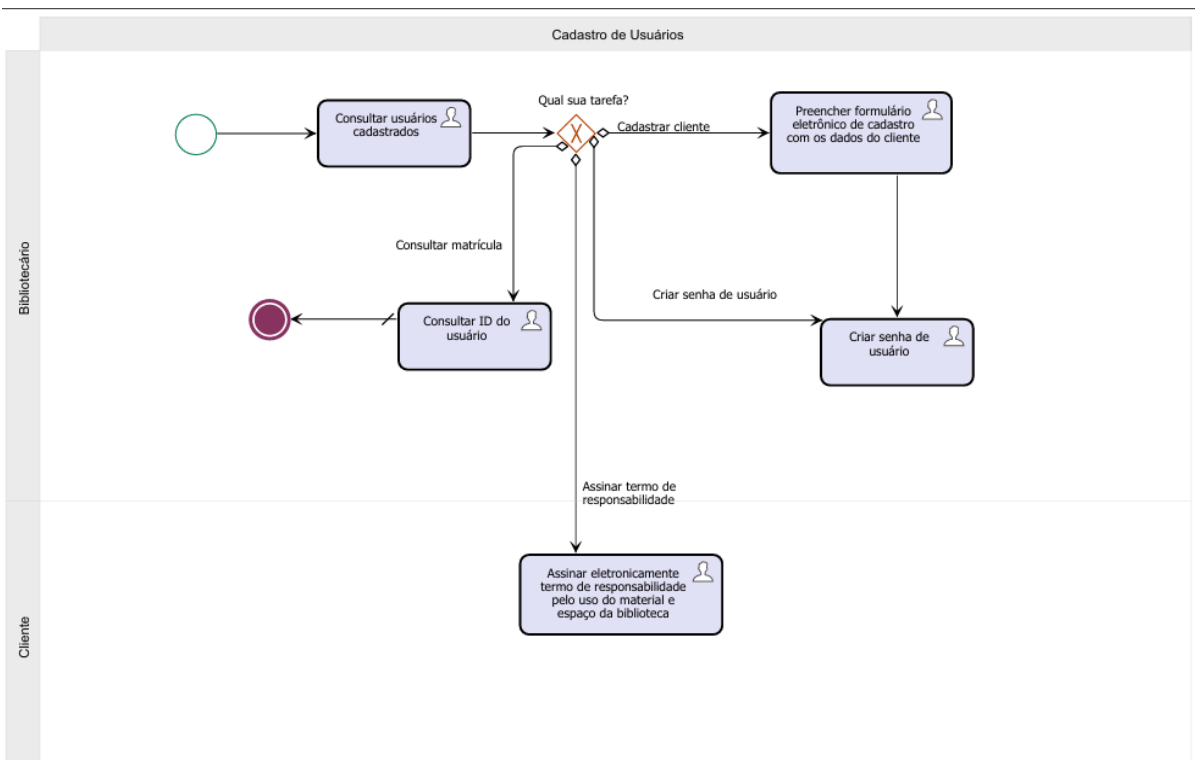 Cadastro de Usuários
Bibliotecário
Qual sua tarefa?
Consultar usuários
cadastrados
Cadastrar cliente
Preencher formulário
eletrônico de cadastro
com os dados do cliente
Consultar matrícula
Criar senha de usuário
Consultar ID do
usuário
Criar senha de
usuário
Assinar termo de
responsabilidade
Cliente
Assinar eletronicamente
termo de responsabilidade
pelo uso do material e
espaço da biblioteca